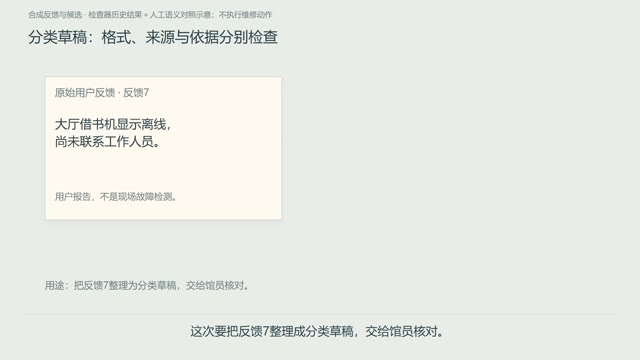 合成反馈与候选 · 检查器历史结果 + 人工语义对照示意；不执行维修动作
分类草稿：格式、来源与依据分别检查
原始用户反馈 · 反馈7
大厅借书机显示离线，
尚未联系工作人员。
用户报告，不是现场故障检测。
用途：把反馈7整理为分类草稿，交给馆员核对。
这次要把反馈7整理成分类草稿，交给馆员核对。